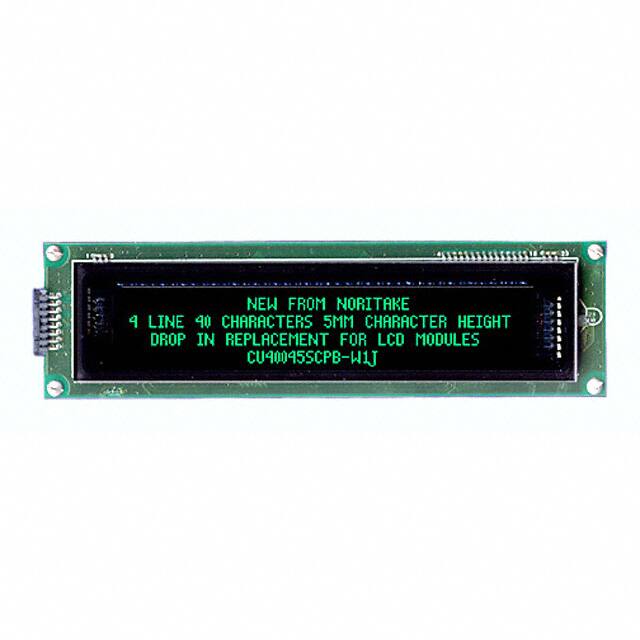 NEW FROM NORITAKE
4 LINE 40 CHARACTERS 5MM CHARACTER HEIGHT
DROP IN REPLACEMENT FOR LCD MODULES
CU40045SCPB-W1J